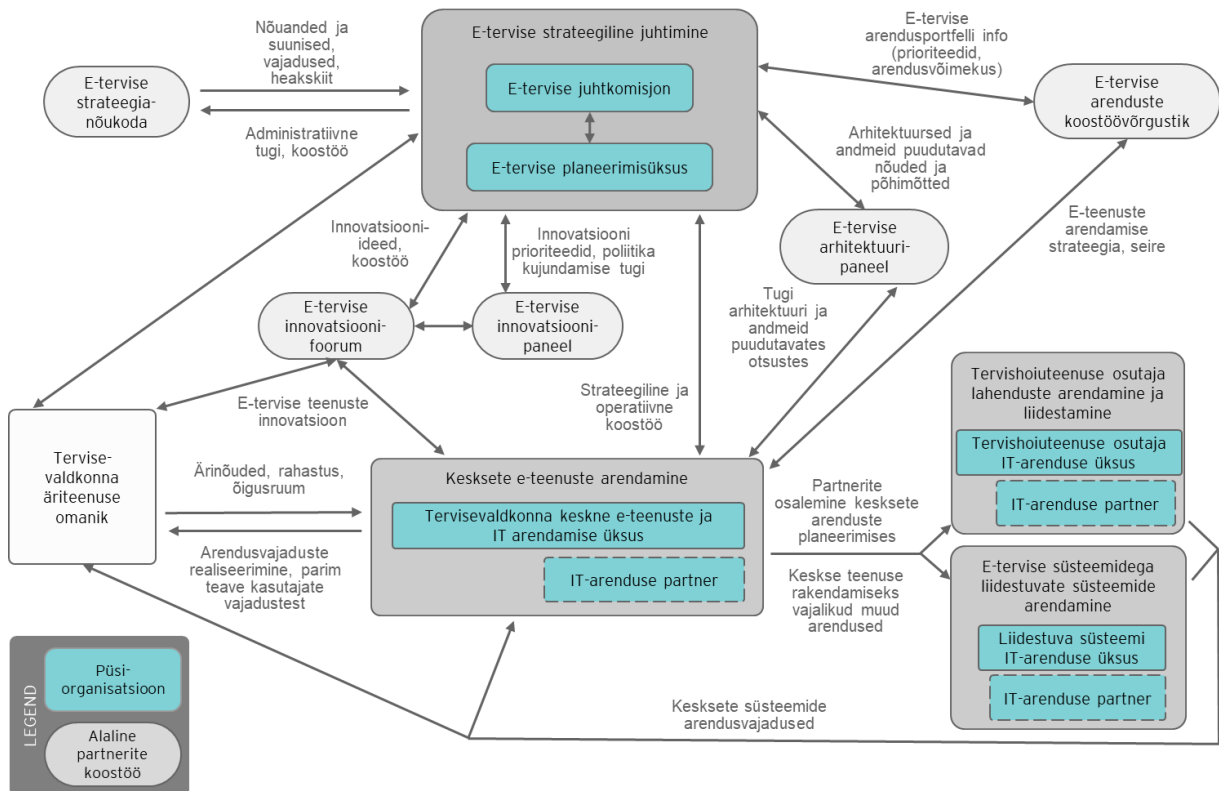 Nõuanded ja
suunised,
vajadused,
heakskiit
E-tervise
strateegia-
nõukoda
Administratiivne
tugi, koostöö
E-tervise strateegiline juhtimine
E-tervise juhtkomisjon
E-tervise planeerimisüksus
E-tervise
arendusportfelli info
(prioriteedid,
arendusvõimekus)
E-tervise
arenduste
koostöövõrgustik
Arhitektuursed ja
andmeid puudutavad
nõuded ja
põhimõtted
E-tervise
arhitektuuri-
paneel
E-teenuste
arendamise
strateegia, seire
Innovatsiooni-
ideed,
koostöö
Innovatsiooni
prioriteedid, poliitika
kujundamise tugi
E-tervise
innovatsiooni-
foorum
E-tervise
innovatsiooni-
paneel
Tugi
arhitektuuri ja
andmeid
puudutavates
otsustes
E-tervise teenuste
innovatsioon
Strateegiline ja
operatiivne
koostöö
Tervise-
valdkonna
äriteenuse
omanik
Ärinõuded, rahastus,
õigusruum
Arendusvajaduste
realiseerimine, parim
teave kasutajate
vajadustest
Kesksete e-teenuste arendamine
Tervisevaldkonna keskne e-teenuste ja
IT arendamise üksus
IT-arenduse partner
Partnerite
osalemine kesksete
arenduste
planeerimises
Keskse teenuse
rakendamiseks
vajalikud muud
arendused
Tervishoiuteenuse osutaja
lahenduste arendamine ja
liidestamine
Tervishoiuteenuse osutaja
IT-arenduse üksus
IT-arenduse partner
E-tervise süsteemidega
liidestuvate süsteemide
arendamine
Liidestuva süsteemi
IT-arenduse üksus
IT-arenduse partner
Kesksete süsteemide
arendusvajadused
LEGEND
Püsi-
organisatsioon
Alaline
partnerite
koostöö